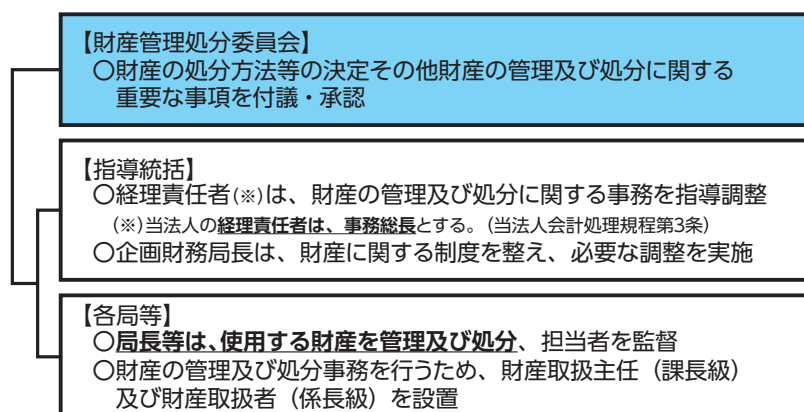 【財産管理処分委員会】
〇財産の処分方法等の決定その他財産の管理及び処分に関する
重要な事項を付議・承認
【指導統括】
〇経理責任者(※)は、財産の管理及び処分に関する事務を指導調整
(※)当法人の経理責任者は、事務総長とする。(当法人会計処理規程第3条)
〇企画財務局長は、財産に関する制度を整え、必要な調整を実施
【各局等】
〇局長等は、使用する財産を管理及び処分、担当者を監督
〇財産の管理及び処分事務を行うため、財産取扱主任（課長級）
及び財産取扱者（係長級）を設置